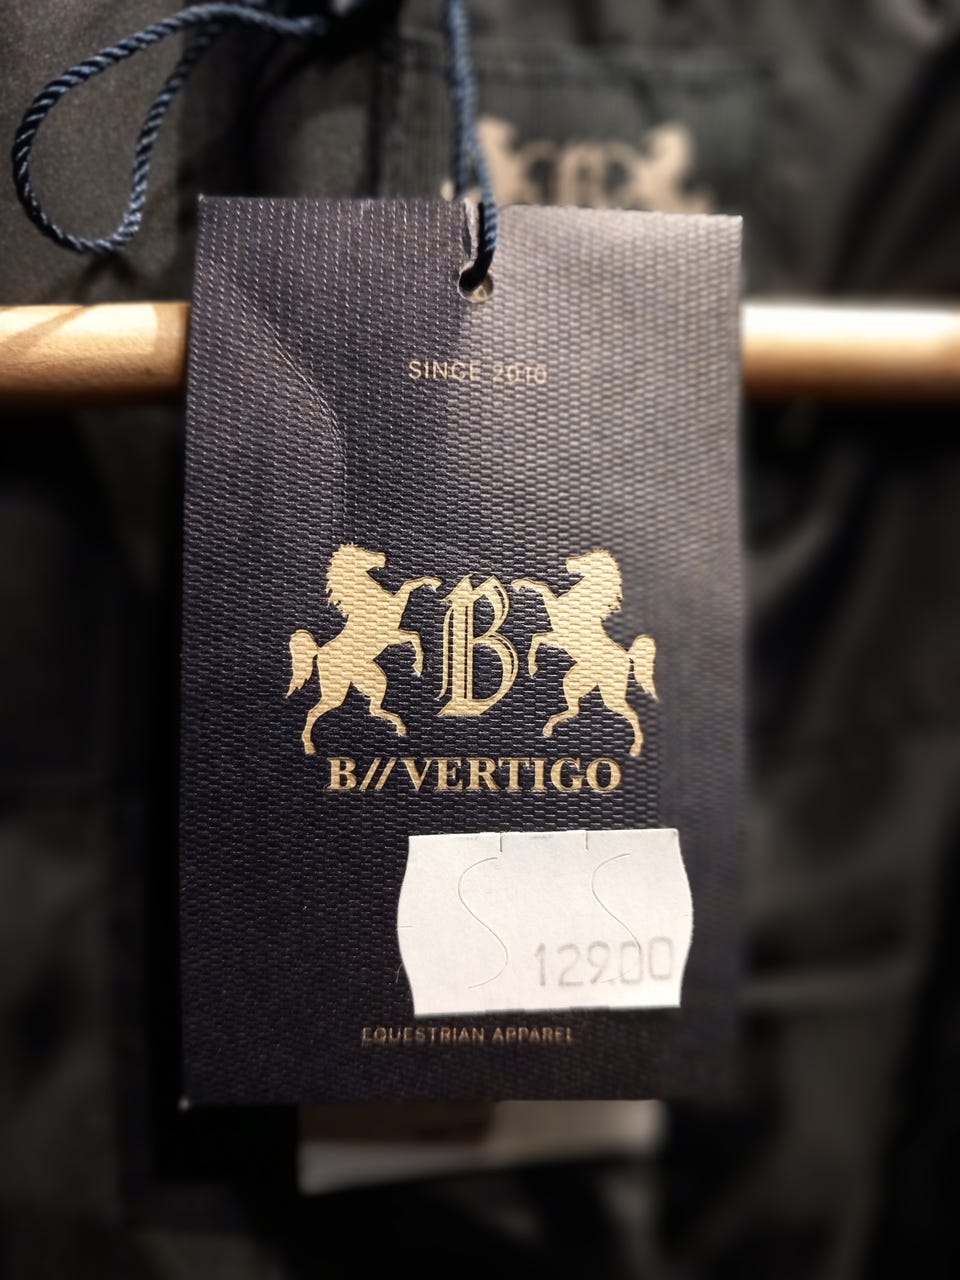 SINCE 2010
B
B//VERTIGO
129.00
EQUESTRIAN APPAREL